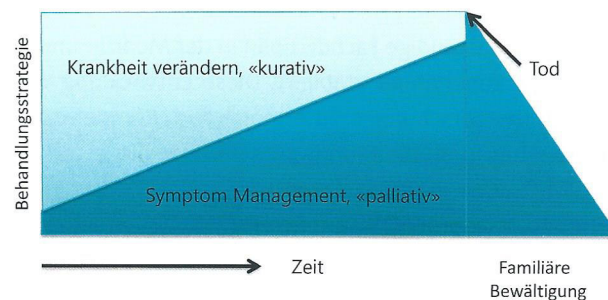 Behandlungsstrategie
Krankheit verändern, «kurativ»
Tod
Symptom Management, «palliativ»
Zeit
Familiäre
Bewältigung